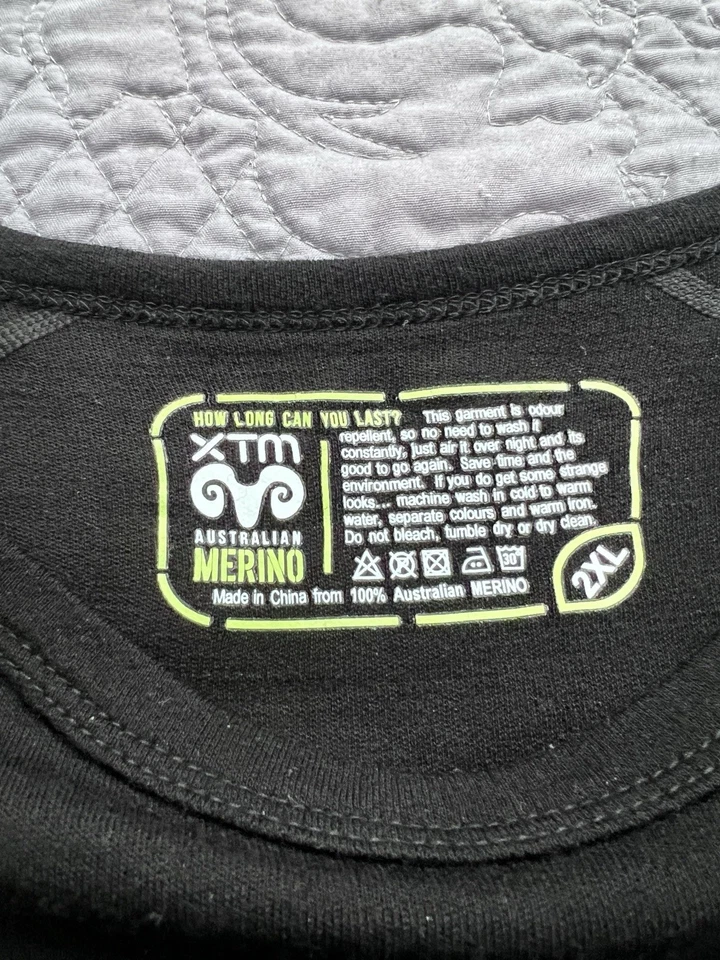 HOW LONG CAN YOU LAST?
XTM
AUSTRALIAN
MERINO
This garment is odour
repellent, so no need to wash it
constantly, just air it over night and its
good to go again. Save time and the
environment. If you do get some strange
looks... machine wash in cold to warm
water, separate colours and warm iron.
Do not bleach, tumble dry or dry clean.
30°
Made in China from 100% Australian MERINO
2XL